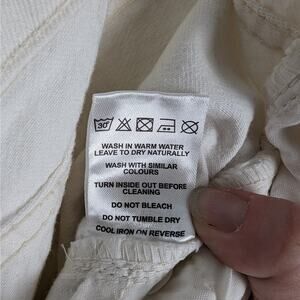 30°
WASH IN WARM WATER
LEAVE TO DRY NATURALLY
WASH WITH SIMILAR
COLOURS
TURN INSIDE OUT BEFORE
CLEANING
DO NOT BLEACH
DO NOT TUMBLE DRY
COOL IRON ON REVERSE